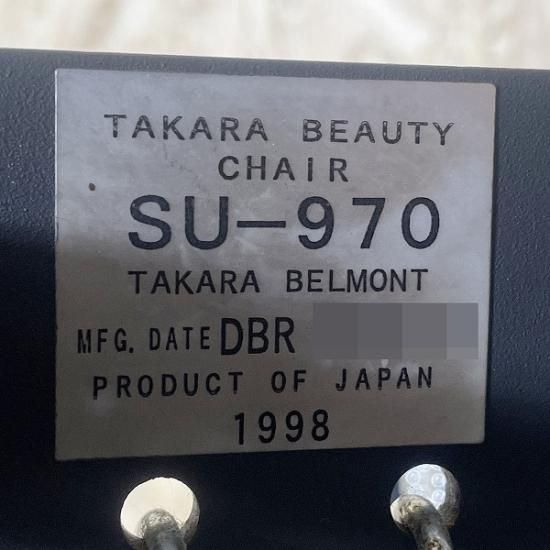 TAKARA BEAUTY
CHAIR
SU-970
TAKARA BELMONT
MFG. DATE DBR
PRODUCT OF JAPAN
1998